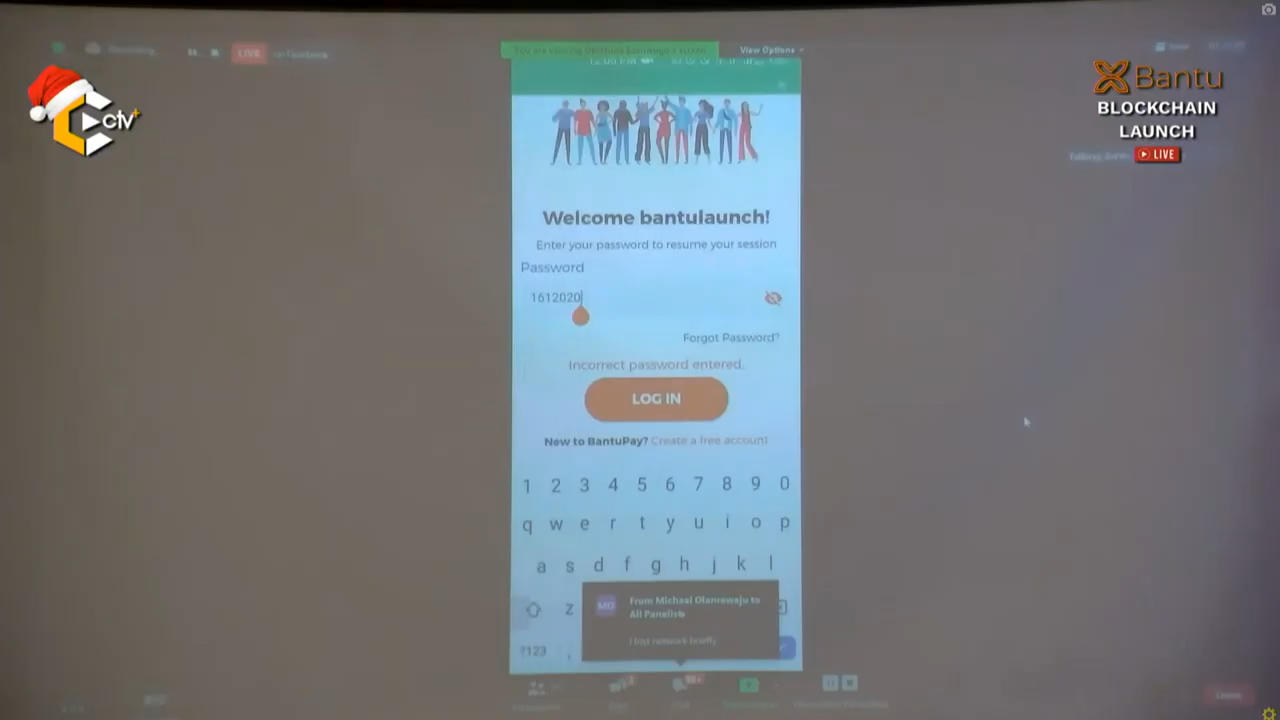 LIVE
View Options
ctv+
Bantu
BLOCKCHAIN
LAUNCH
LIVE
Welcome bantulaunch!
Enter your password to resume your session
Password
1612020
Forgot Password?
Incorrect password entered.
LOG IN
New to BantuPay? Create a free account
1 2 3 4 5 6 7 8 9 0
q w e r t y u i o p
a s d f g h j k l
z
MO
From Michael Olanrewaju to
All Panelists
I lost network briefly
?123 ,